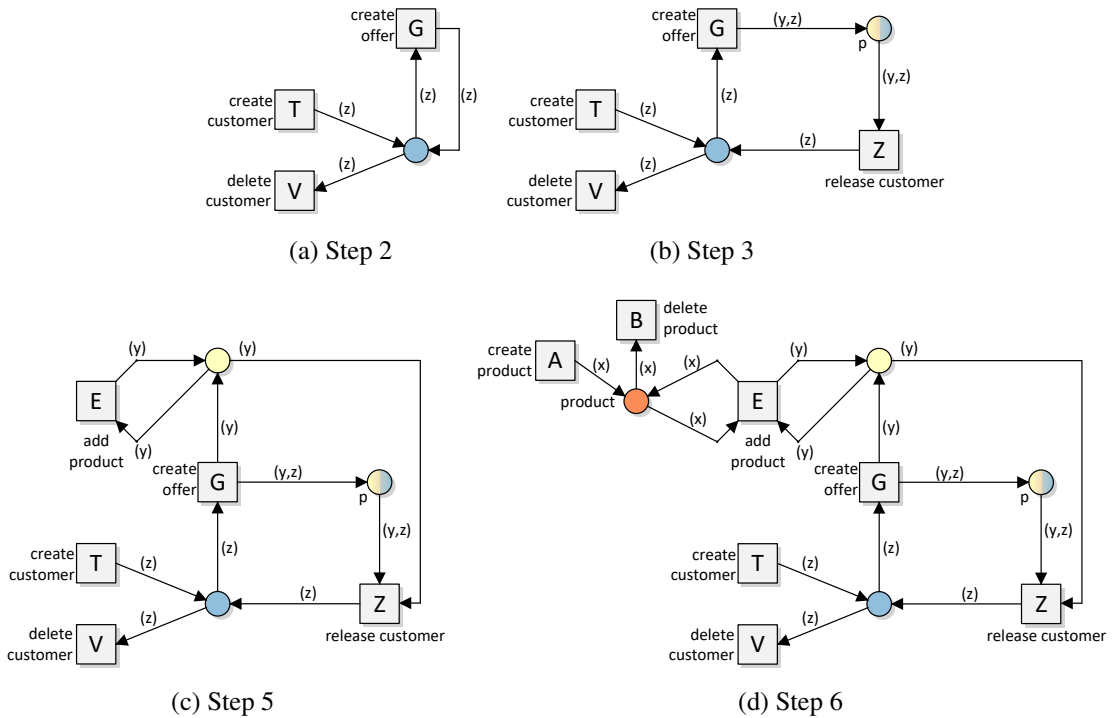 create
offer
G
(z)
(z)
create
customer
T
(z)
(z)
delete
customer
V
(a) Step 2
create
offer
G
(y,z)
p
(y,z)
(z)
create
customer
T
(z)
(z)
Z
(z)
release customer
delete
customer
V
(b) Step 3
(y)
(y)
E
(y)
add
product
(y)
create
offer
G
(y,z)
p
(y,z)
(z)
create
customer
T
(z)
(z)
Z
(z)
release customer
delete
customer
V
(c) Step 5
B
delete
product
create
product
A
(x)
(x)
(x)
(y)
(y)
product
(x)
E
(y)
add
product
(y)
create
offer
G
(y,z)
p
(y,z)
(z)
create
customer
T
(z)
(z)
Z
(z)
release customer
delete
customer
V
(d) Step 6